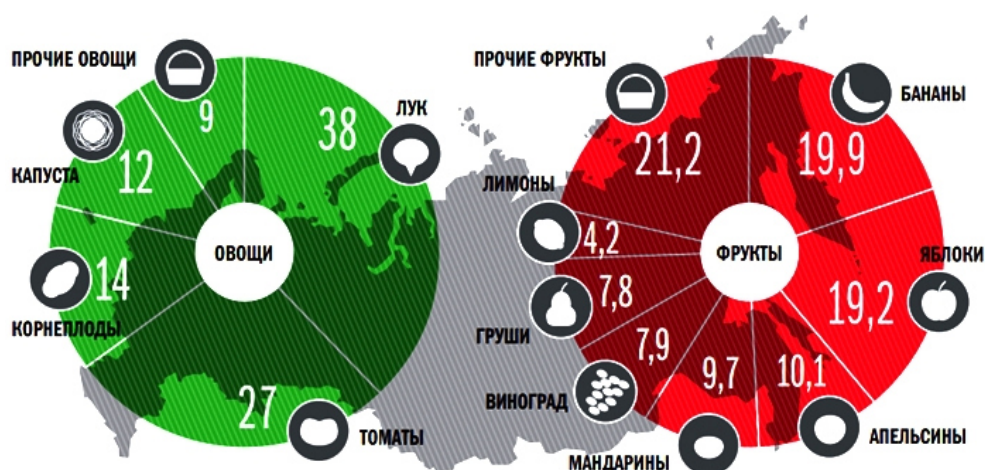 ПРОЧИЕ ОВОЩИ
9
38
ЛУК
КАПУСТА
12
ОВОЩИ
14
КОРНЕПЛОДЫ
27
ТОМАТЫ
ПРОЧИЕ ФРУКТЫ
21,2
19,9
БАНАНЫ
ЛИМОНЫ
4,2
ФРУКТЫ
ЯБЛОКИ
19,2
7,8
ГРУШИ
7,9
ВИНОГРАД
9,7
МАНДАРИНЫ
10,1
АПЕЛЬСИНЫ